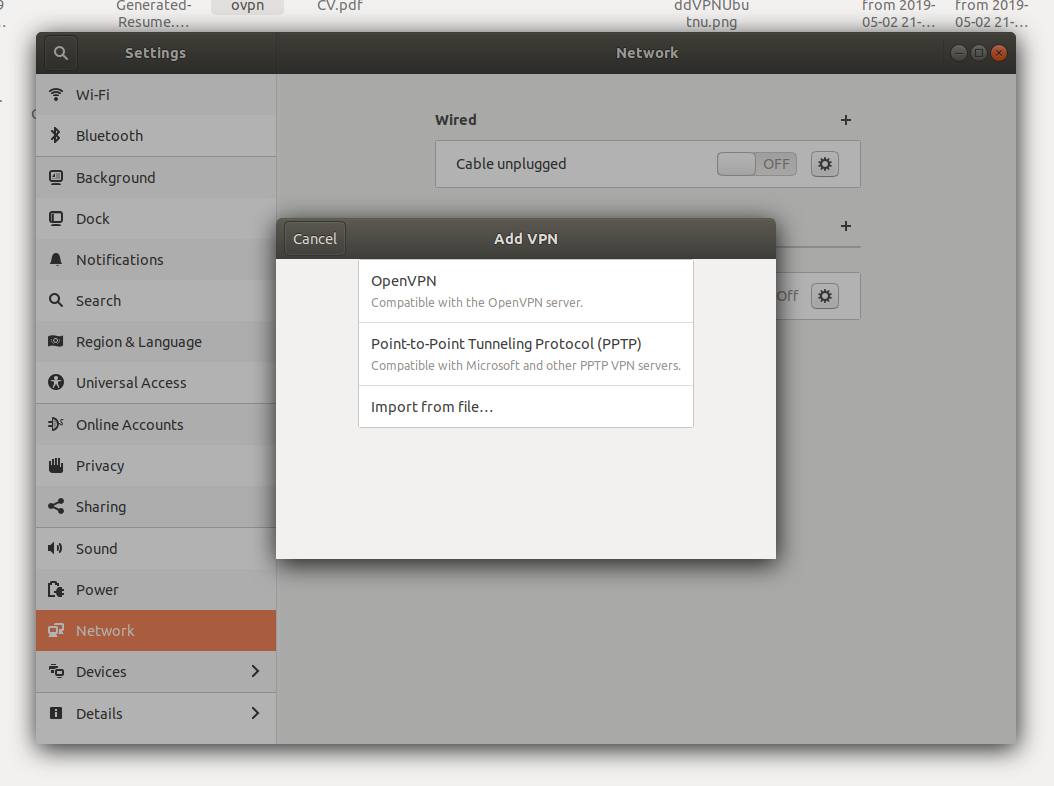 Generated-
Resume.…
ovpn
CV.pdf
ddVPNUbu
tnu.png
from 2019-
05-02 21-…
from 2019-
05-02 21-…
Settings
Network
Wi-Fi
Bluetooth
Background
Dock
Notifications
Search
Region & Language
Universal Access
Online Accounts
Privacy
Sharing
Sound
Power
Network
Devices
Details
Wired
+
Cable unplugged
OFF
+
Off
Cancel
Add VPN
OpenVPN
Compatible with the OpenVPN server.
Point-to-Point Tunneling Protocol (PPTP)
Compatible with Microsoft and other PPTP VPN servers.
Import from file…